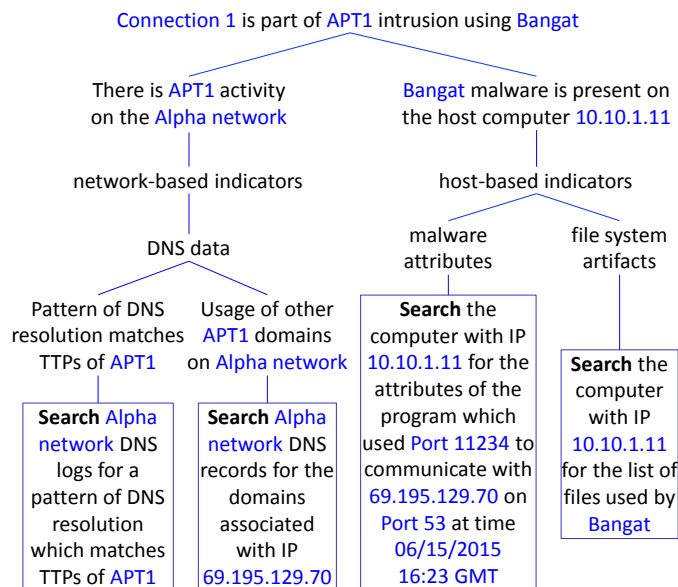 Connection 1 is part of APT1 intrusion using Bangat
There is APT1 activity
on the Alpha network
Bangat malware is present on
the host computer 10.10.1.11
network-based indicators
host-based indicators
DNS data
malware
attributes
file system
artifacts
Pattern of DNS
resolution matches
TTPs of APT1
Usage of other
APT1 domains
on Alpha network
Search Alpha
network DNS
logs for a
pattern of DNS
resolution
which matches
TTPs of APT1
Search Alpha
network DNS
records for the
domains
associated
with IP
69.195.129.70
Search the
computer with IP
10.10.1.11 for the
attributes of the
program which
used Port 11234 to
communicate with
69.195.129.70 on
Port 53 at time
06/15/2015
16:23 GMT
Search the
computer
with IP
10.10.1.11
for the list of
files used by
Bangat